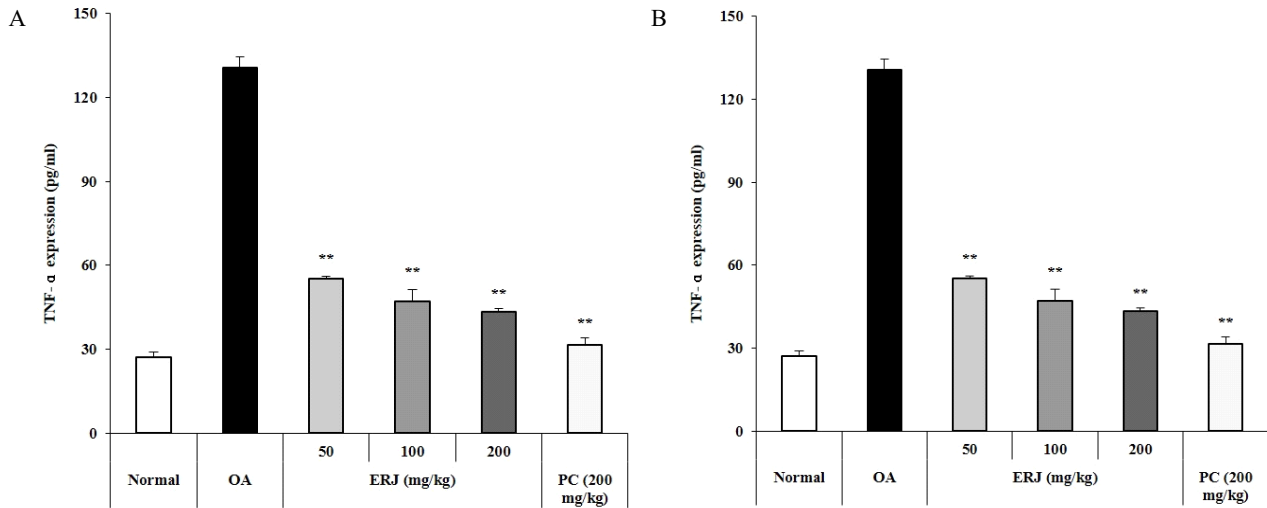 A
TNF- α expression (pg/ml)
150
120
90
60
30
0
**
**
**
**
50
100
200
Normal
OA
ERJ (mg/kg)
PC (200
mg/kg)
B
TNF- α expression (pg/ml)
150
120
90
60
30
0
**
**
**
**
50
100
200
Normal
OA
ERJ (mg/kg)
PC (200
mg/kg)